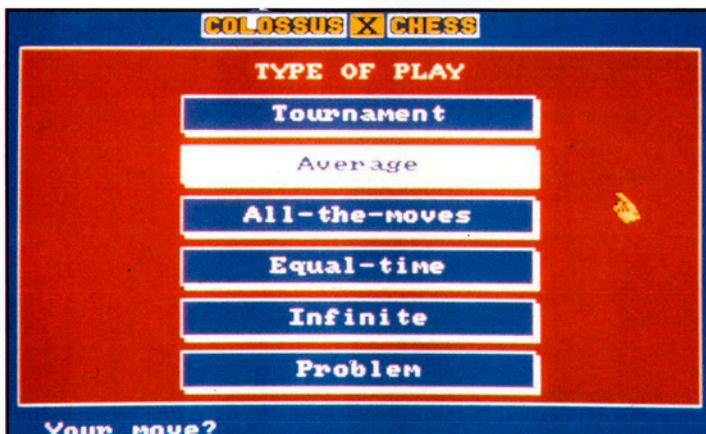 COLOSSUS X CHESS
TYPE OF PLAY
Tournament
Average
All-the-moves
Equal-time
Infinite
Problem
Your move?